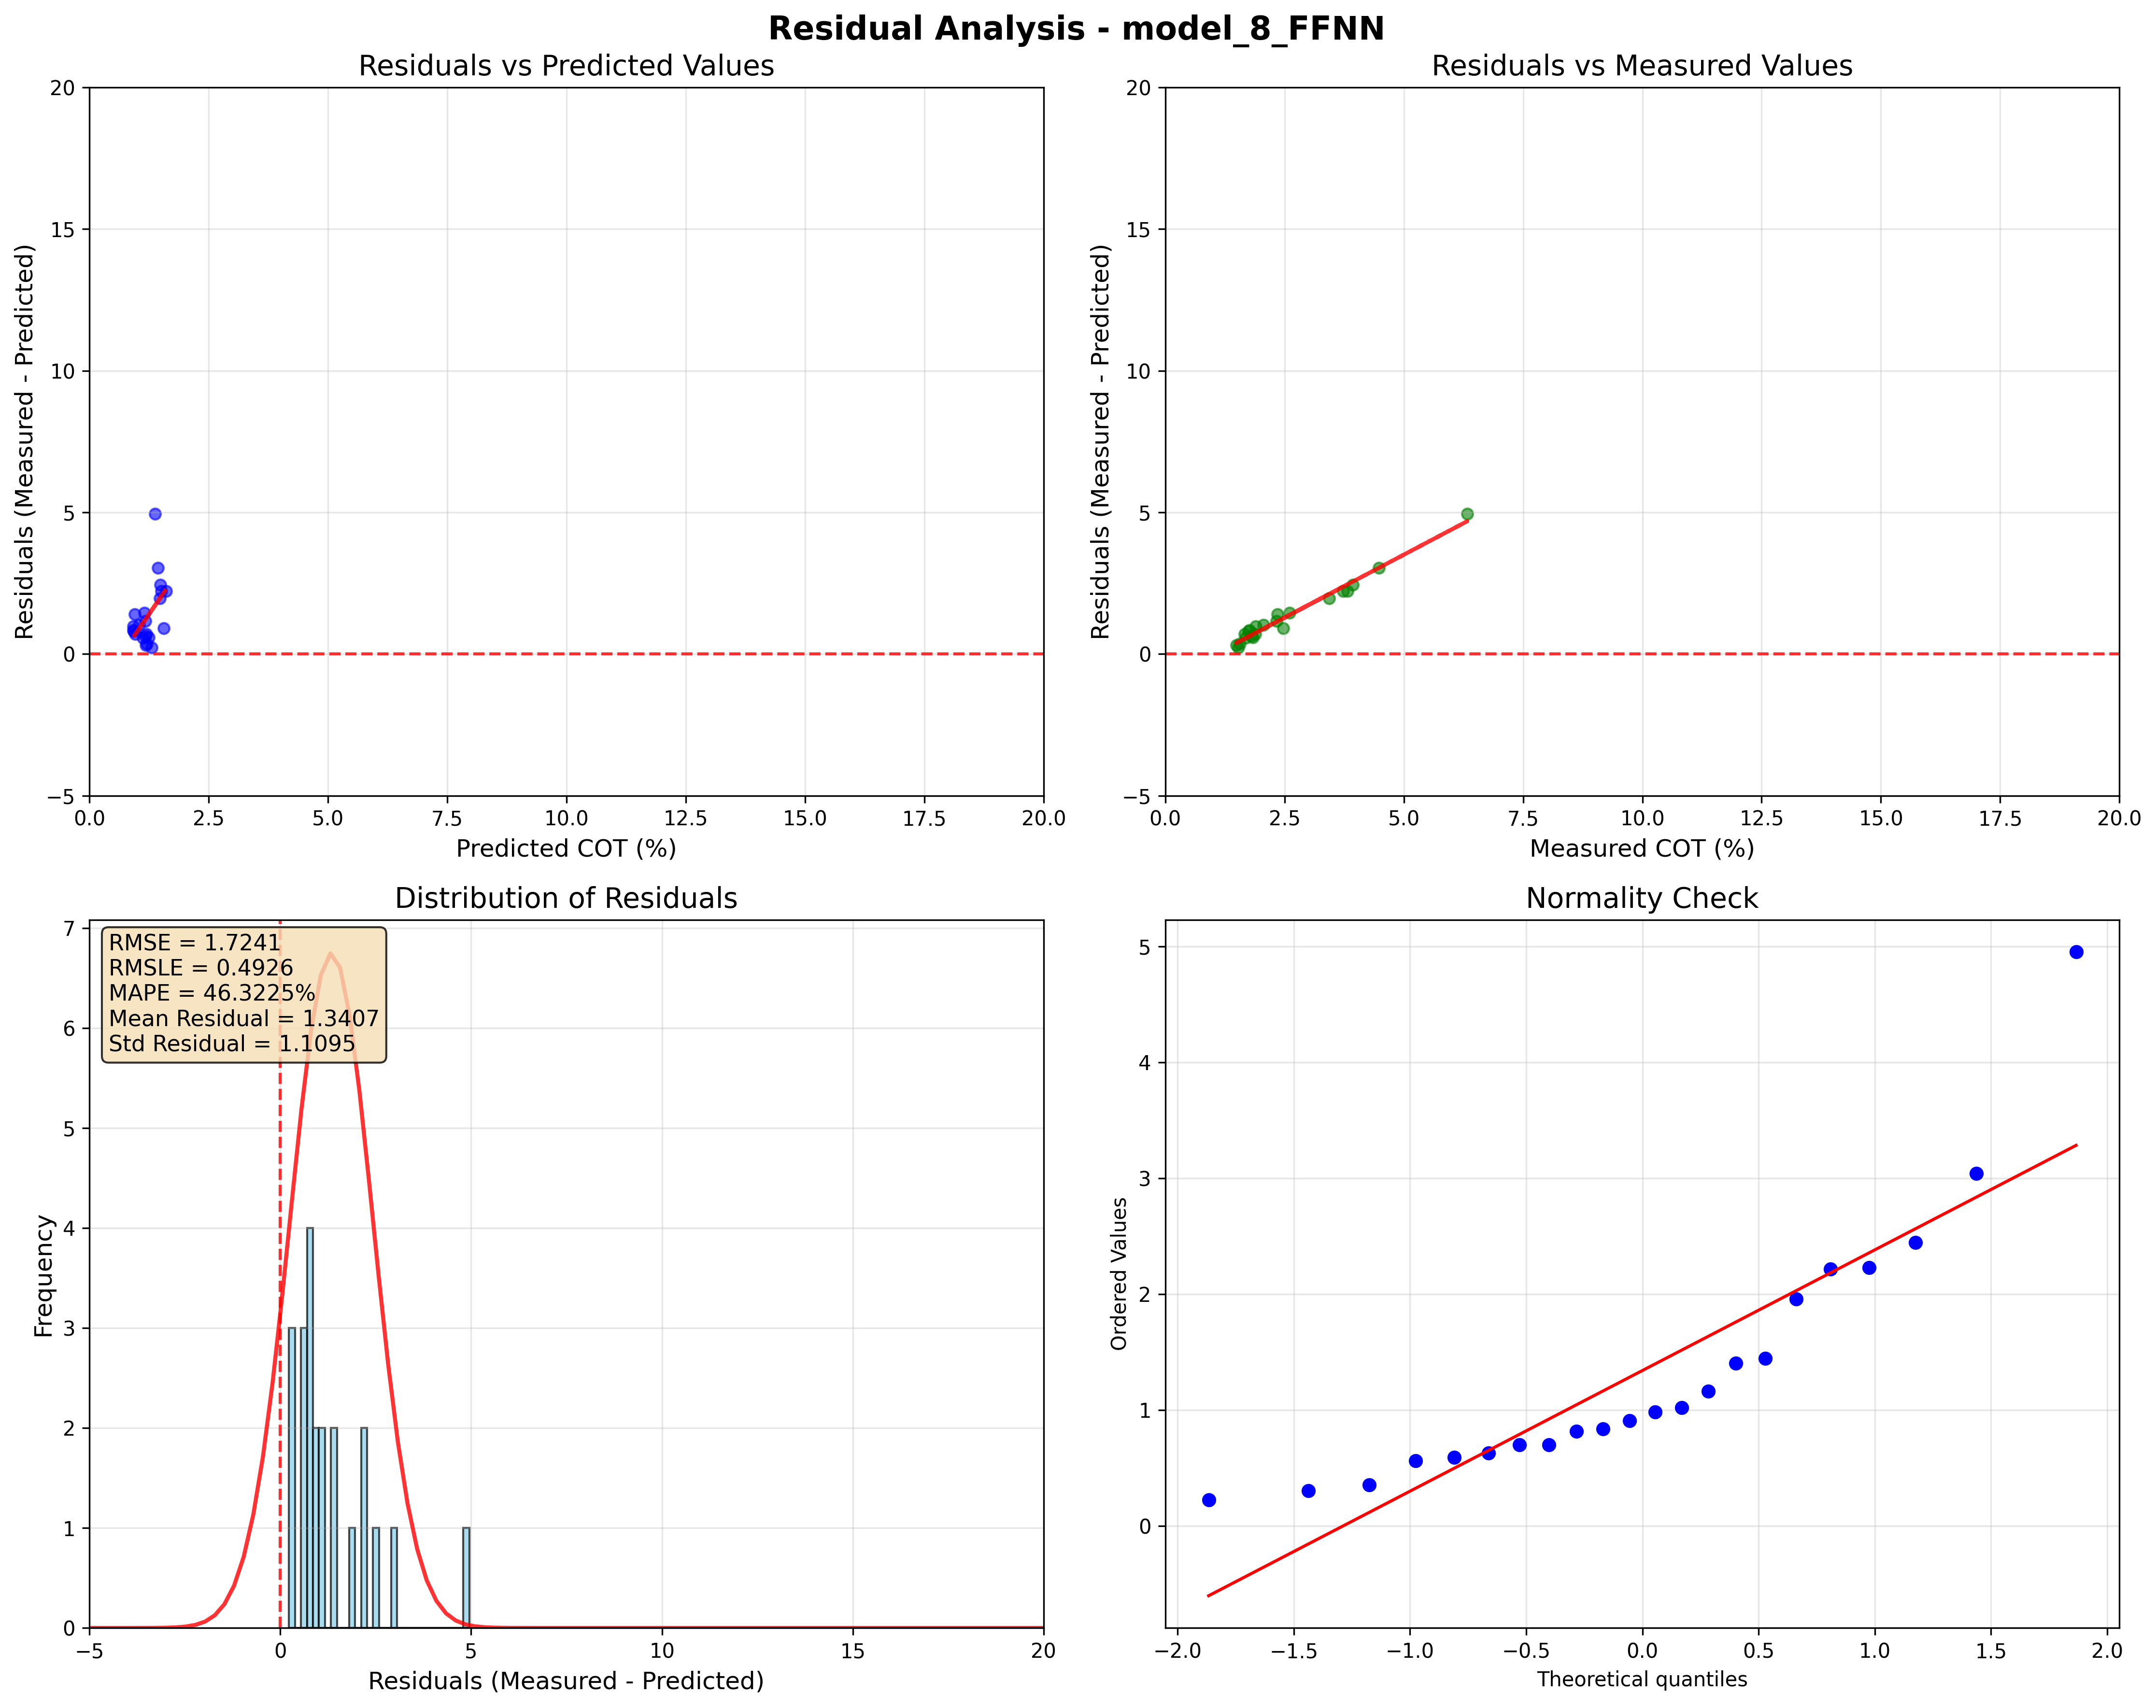 Residual Analysis - model_8_FFNN
Residuals vs Predicted Values
20
15
10
5
0
−5
0.0 2.5 5.0 7.5 10.0 12.5 15.0 17.5 20.0
Residuals (Measured - Predicted)
Predicted COT (%)
Residuals vs Measured Values
20
15
10
5
0
−5
0.0 2.5 5.0 7.5 10.0 12.5 15.0 17.5 20.0
Residuals (Measured - Predicted)
Measured COT (%)
Distribution of Residuals
RMSE = 1.7241
RMSLE = 0.4926
MAPE = 46.3225%
Mean Residual = 1.3407
Std Residual = 1.1095
7
6
5
4
3
2
1
0
−5 0 5 10 15 20
Frequency
Residuals (Measured - Predicted)
Normality Check
5
4
3
2
1
0
−2.0 −1.5 −1.0 −0.5 0.0 0.5 1.0 1.5 2.0
Ordered Values
Theoretical quantiles